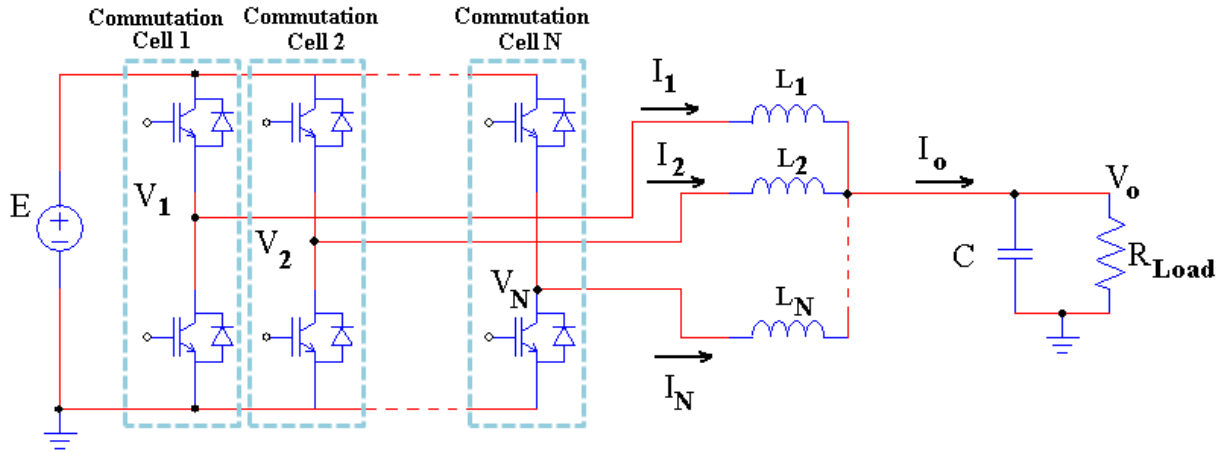 Commutation
Cell 1
Commutation
Cell 2
Commutation
Cell N
E
V1
V2
VN
I1
L1
I2
L2
IN
LN
Io
Vo
C
RLoad